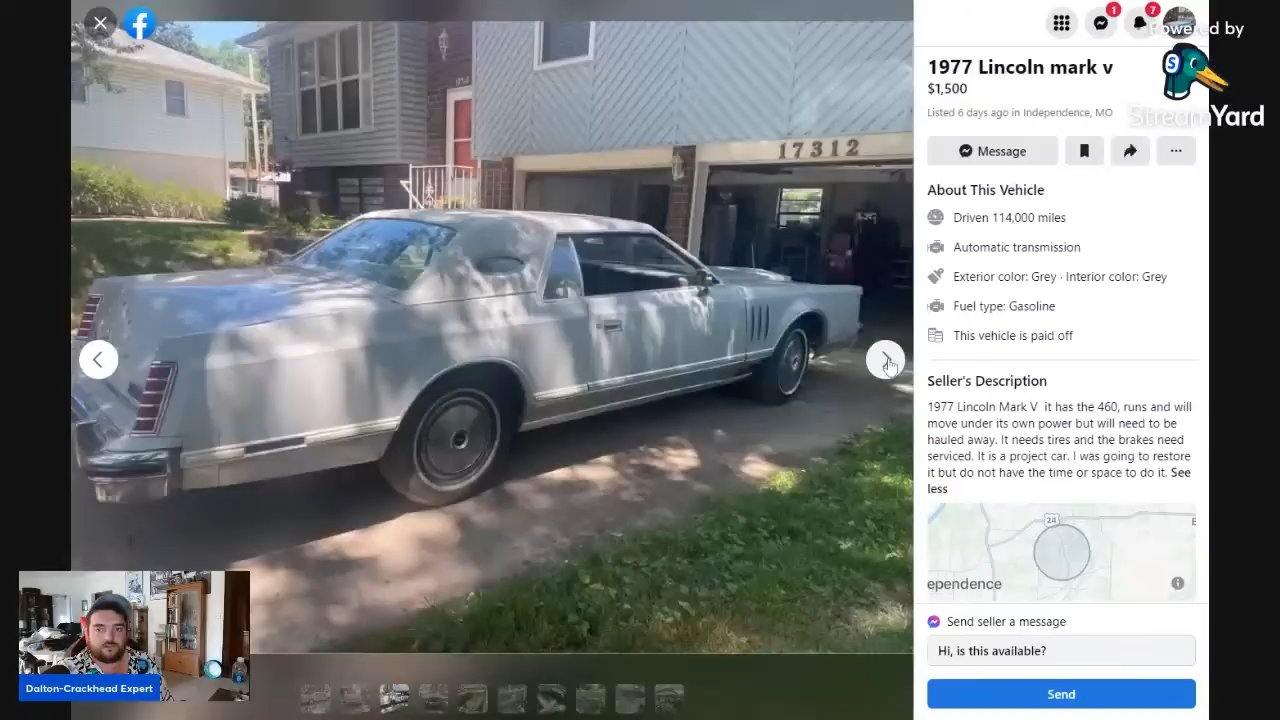 1
7
Powered by
StreamYard
1977 Lincoln mark v
$1,500
Listed 6 days ago in Independence, MO
Message
About This Vehicle
Driven 114,000 miles
Automatic transmission
Exterior color: Grey · Interior color: Grey
Fuel type: Gasoline
This vehicle is paid off
Seller's Description
1977 Lincoln Mark V it has the 460, runs and will
move under its own power but will need to be
hauled away. It needs tires and the brakes need
serviced. It is a project car. I was going to restore
it but do not have the time or space to do it. See
less
24
ependence
Send seller a message
Hi, is this available?
Send
17312
Dalton-Crackhead Expert